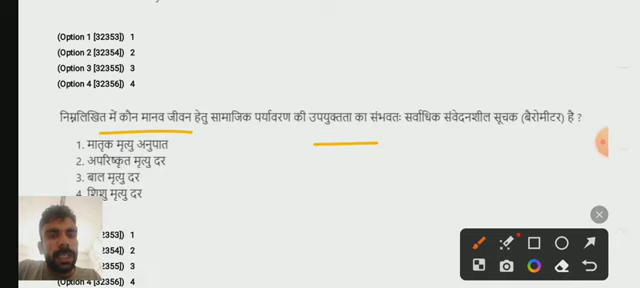 (Option 1 [32353]) 1
(Option 2 [32354]) 2
(Option 3 [32355]) 3
(Option 4 [32356]) 4
निम्नलिखित में कौन मानव जीवन हेतु सामाजिक पर्यावरण की उपयुक्तता का संभवतः सर्वाधिक संवेदनशील सूचक (बैरोमीटर) है ?
1. मातृक मृत्यु अनुपात
2. अपरिष्कृत मृत्यु दर
3. बाल मृत्यु दर
4. शिशु मृत्यु दर
2353]) 1
2354]) 2
2355]) 3
(Option 4 [32356]) 4